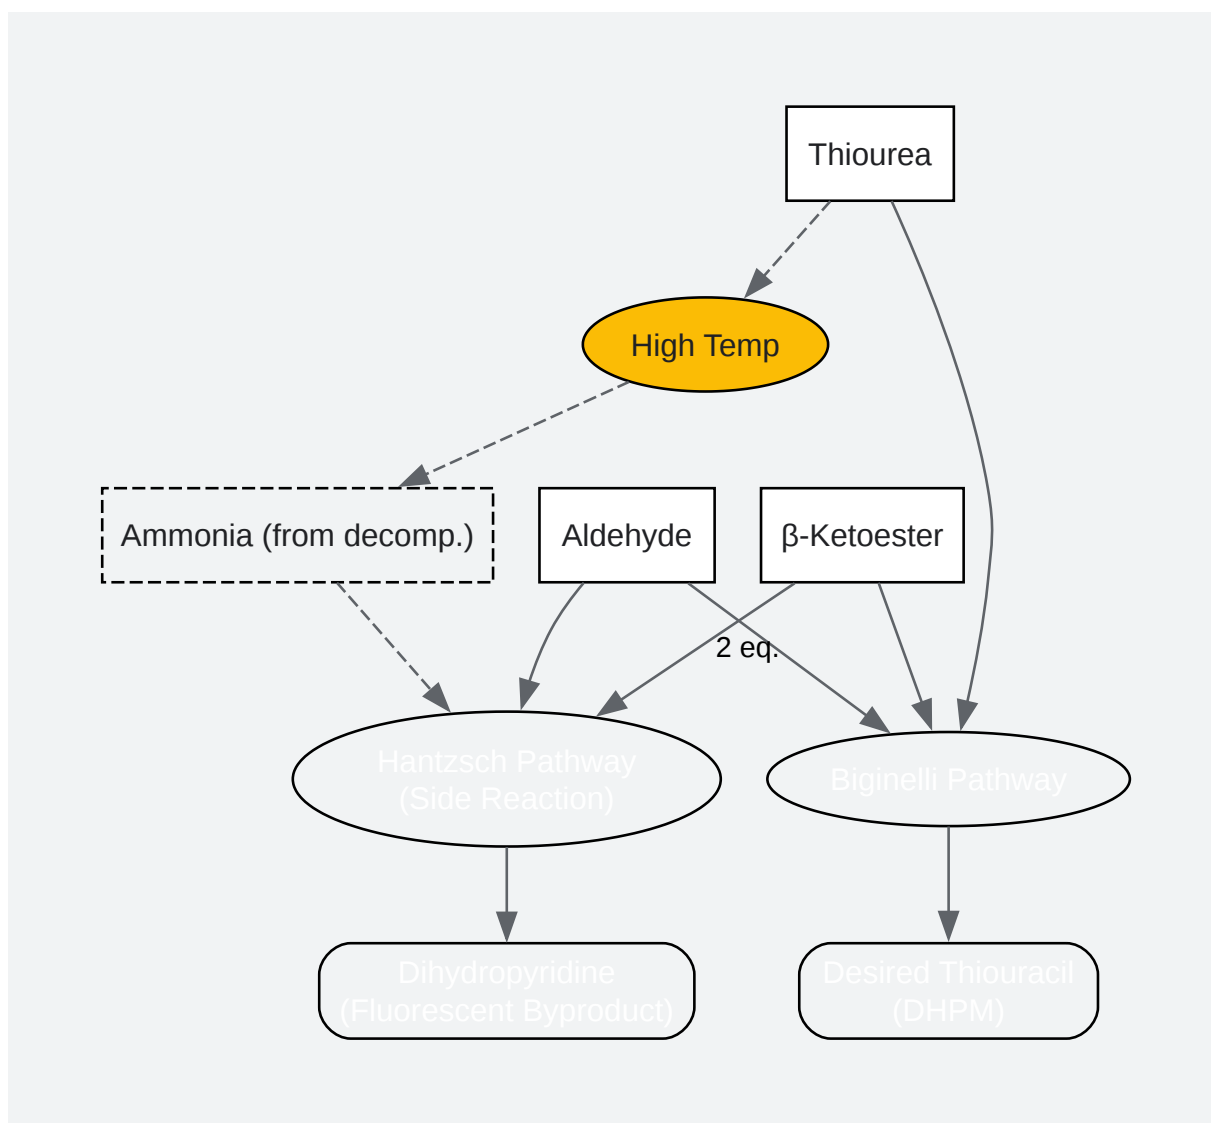 Thiourea
High Temp
Ammonia (from decomp.)
Aldehyde
β-Ketoester
2 eq.
Hantzsch Pathway
(Side Reaction)
Biginelli Pathway
Dihydropyridine
(Fluorescent Byproduct)
Desired Thiouracil
(DHPM)